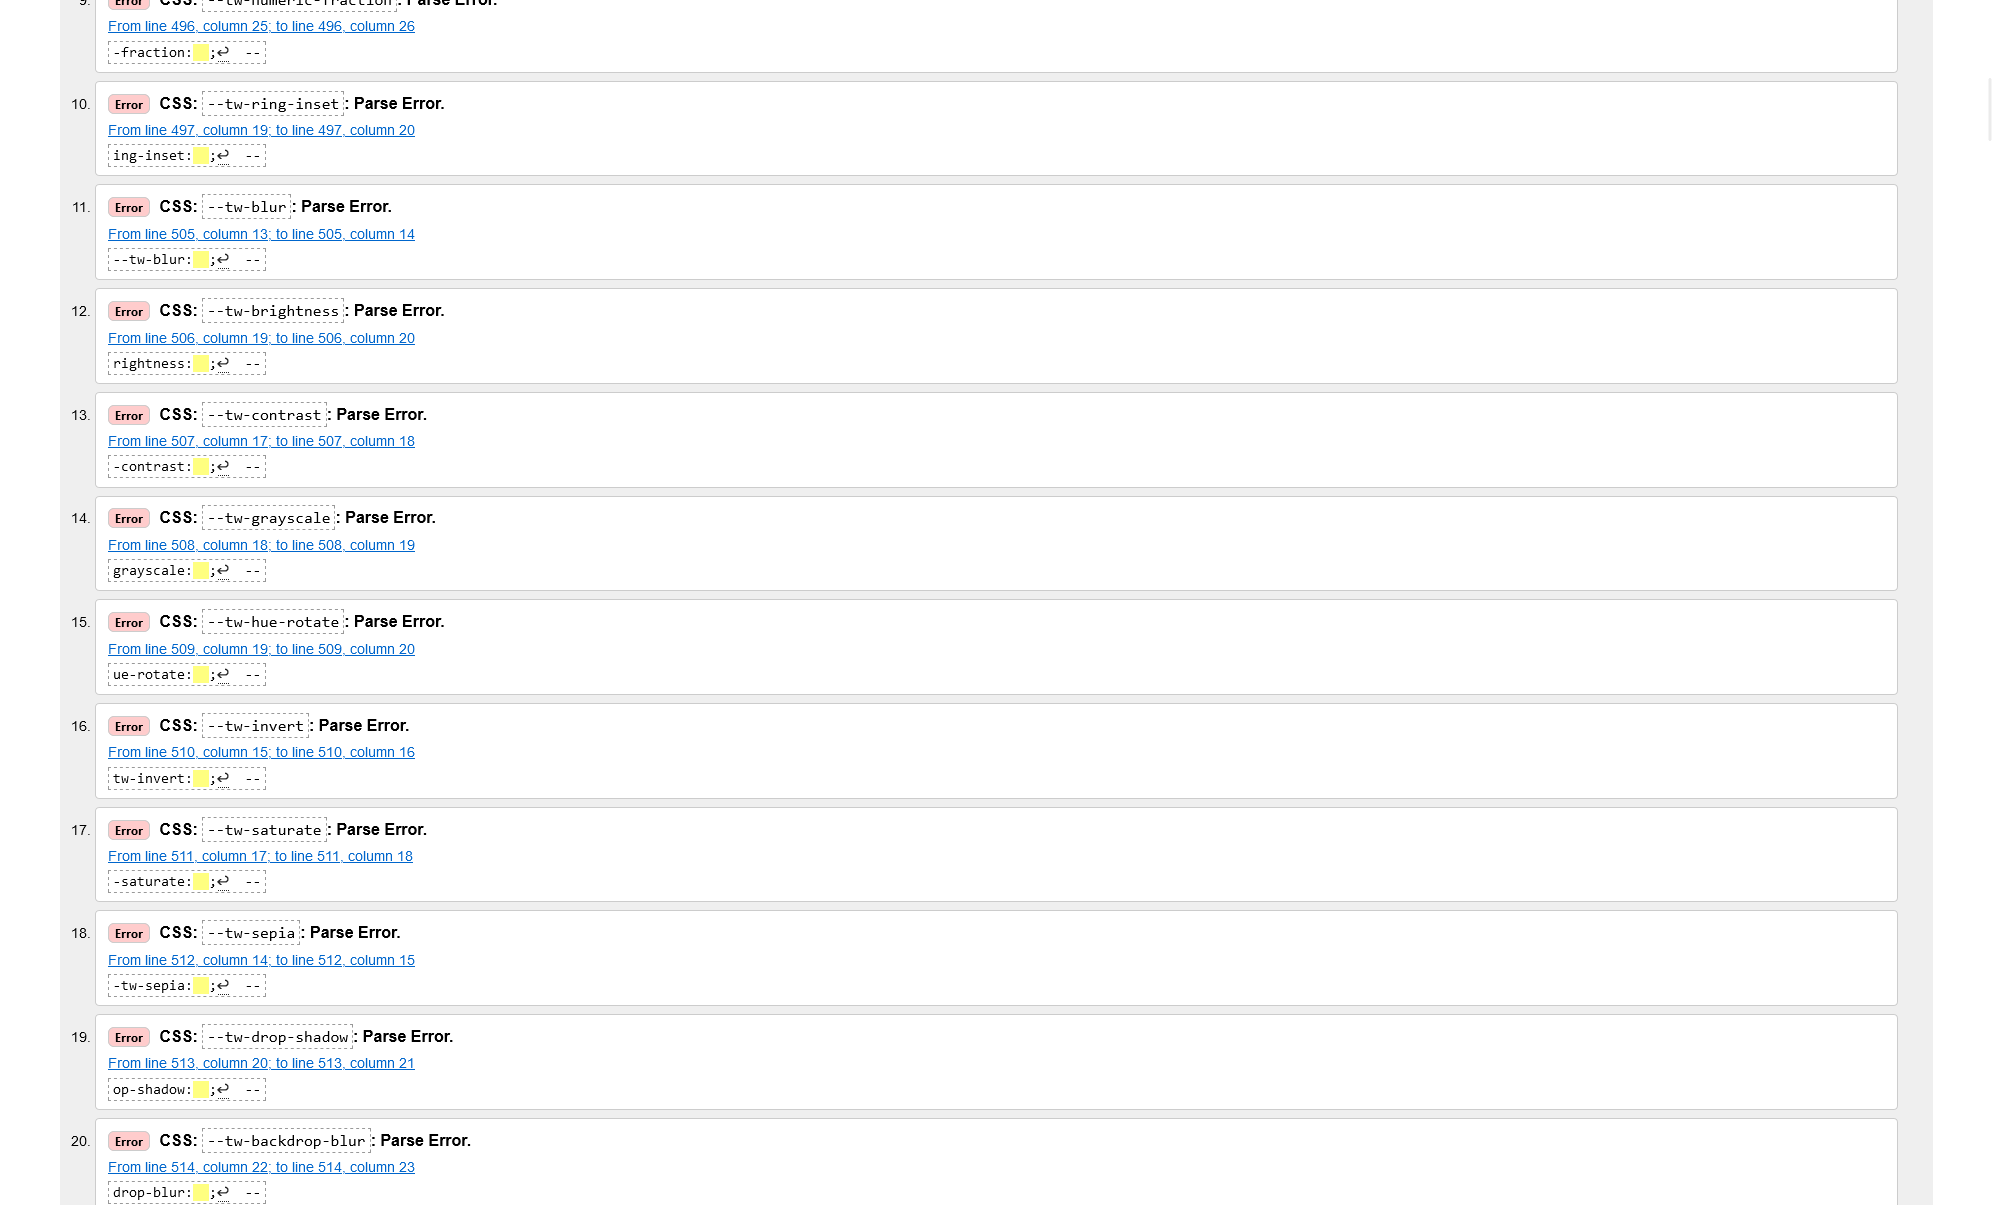 9. Error CSS: --tw-numeric-fraction: Parse Error.
From line 496, column 25; to line 496, column 26
-fraction: ;↩  --
10. Error CSS: --tw-ring-inset: Parse Error.
From line 497, column 19; to line 497, column 20
ing-inset: ;↩  --
11. Error CSS: --tw-blur: Parse Error.
From line 505, column 13; to line 505, column 14
--tw-blur: ;↩  --
12. Error CSS: --tw-brightness: Parse Error.
From line 506, column 19; to line 506, column 20
rightness: ;↩  --
13. Error CSS: --tw-contrast: Parse Error.
From line 507, column 17; to line 507, column 18
-contrast: ;↩  --
14. Error CSS: --tw-grayscale: Parse Error.
From line 508, column 18; to line 508, column 19
grayscale: ;↩  --
15. Error CSS: --tw-hue-rotate: Parse Error.
From line 509, column 19; to line 509, column 20
ue-rotate: ;↩  --
16. Error CSS: --tw-invert: Parse Error.
From line 510, column 15; to line 510, column 16
tw-invert: ;↩  --
17. Error CSS: --tw-saturate: Parse Error.
From line 511, column 17; to line 511, column 18
-saturate: ;↩  --
18. Error CSS: --tw-sepia: Parse Error.
From line 512, column 14; to line 512, column 15
-tw-sepia: ;↩  --
19. Error CSS: --tw-drop-shadow: Parse Error.
From line 513, column 20; to line 513, column 21
op-shadow: ;↩  --
20. Error CSS: --tw-backdrop-blur: Parse Error.
From line 514, column 22; to line 514, column 23
drop-blur: ;↩  --